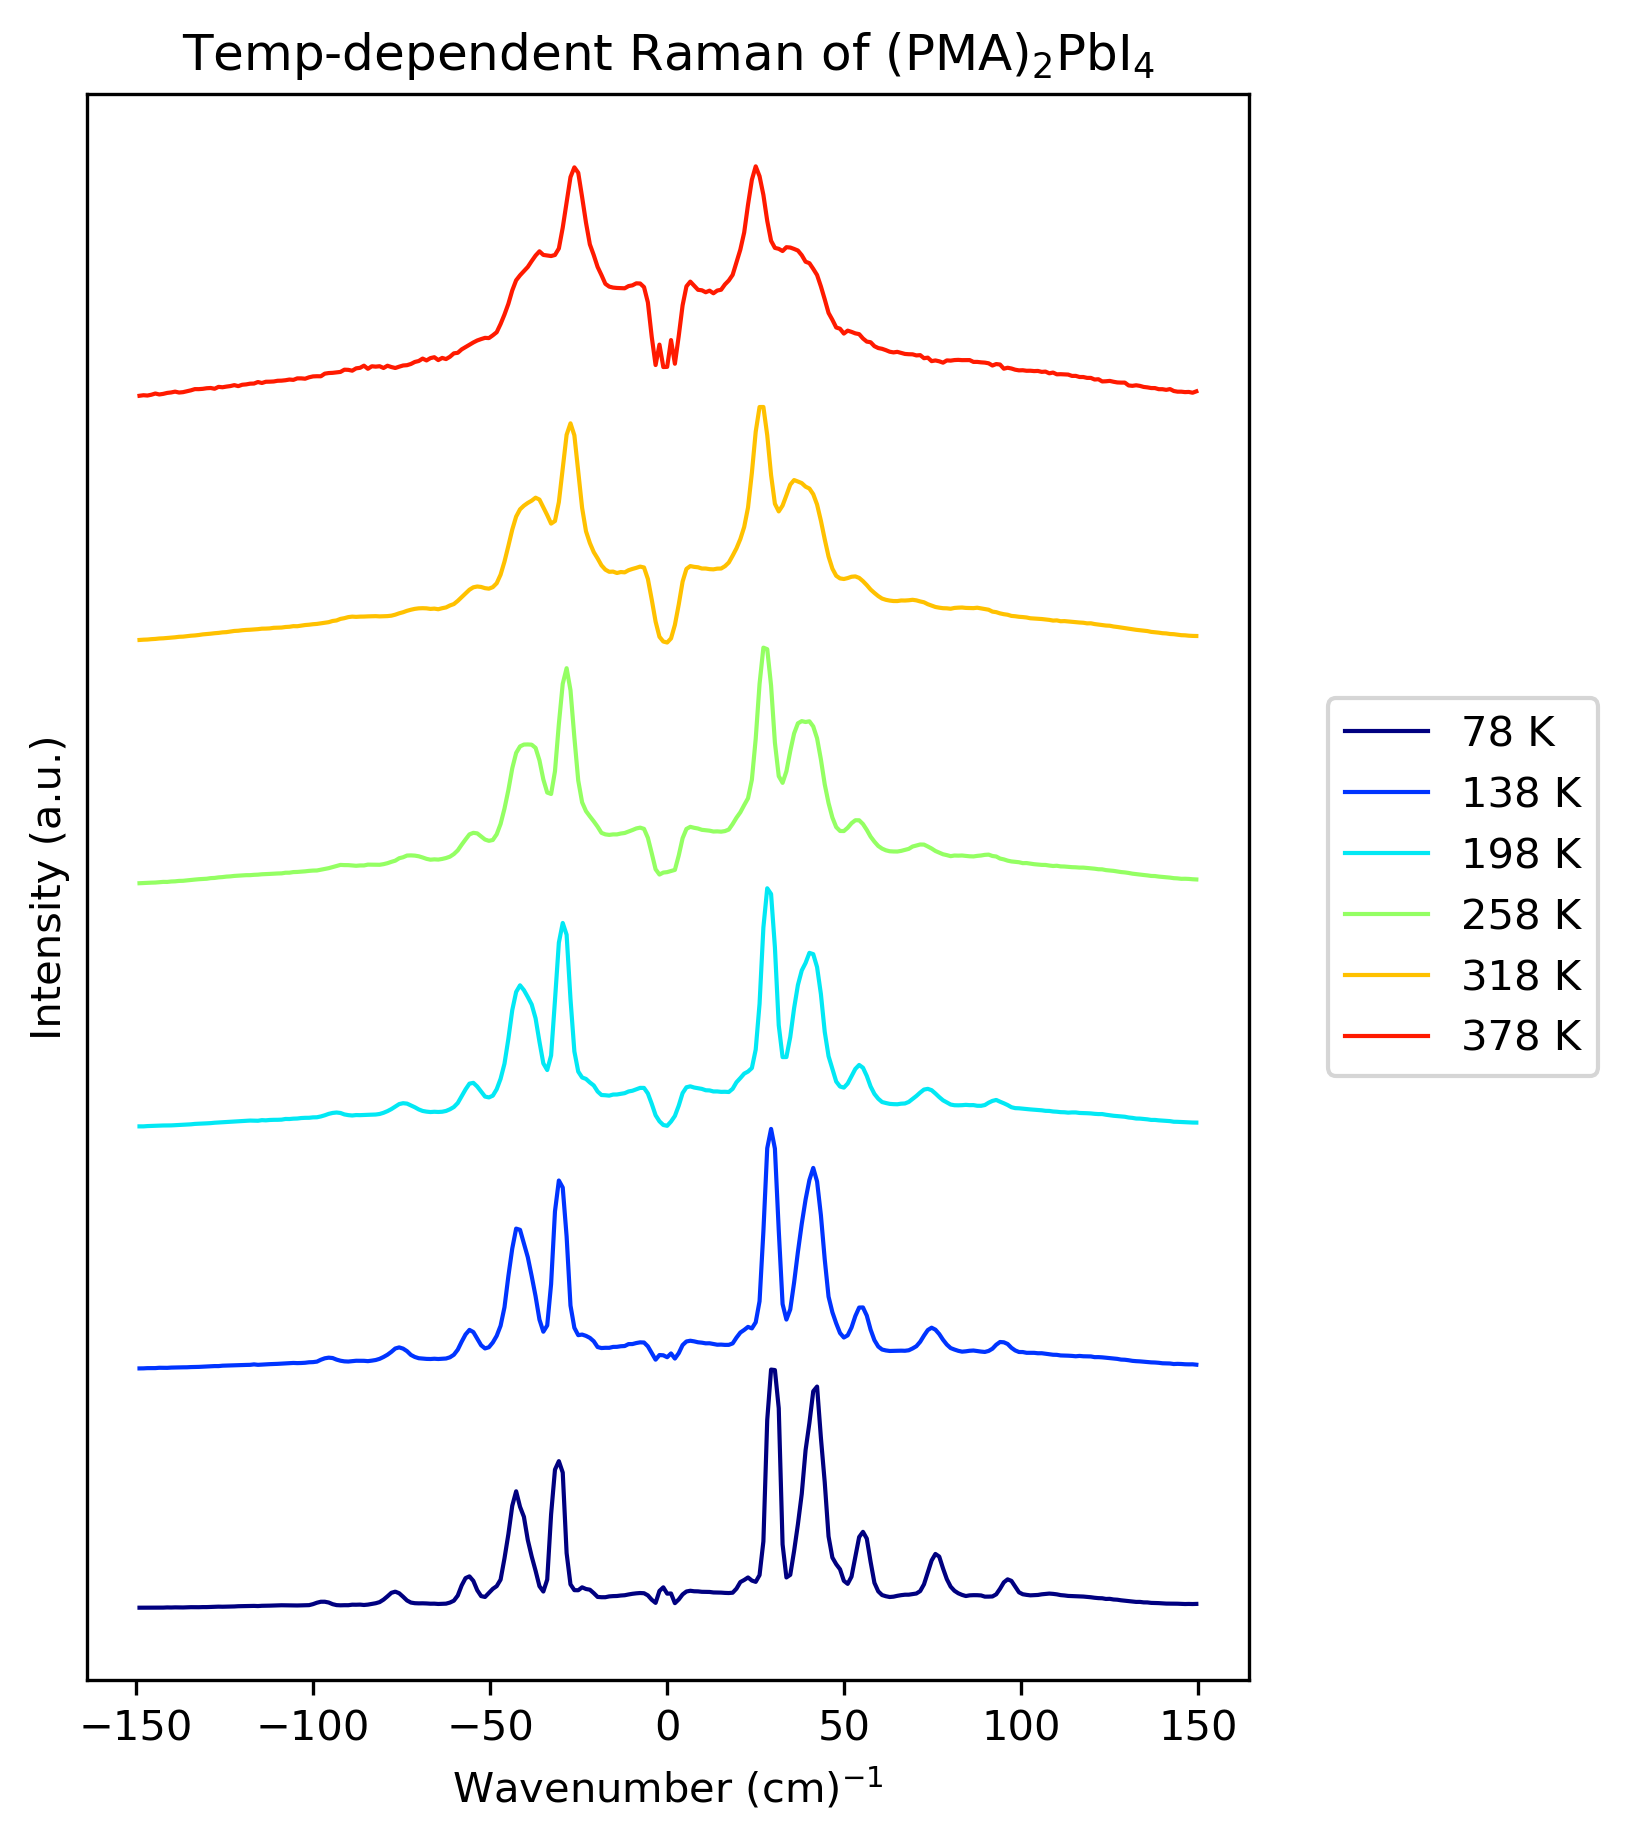 Temp-dependent Raman of (PMA)₂PbI₄
Intensity (a.u.)
78 K
138 K
198 K
258 K
318 K
378 K
−150 −100 −50 0 50 100 150
Wavenumber (cm)⁻¹